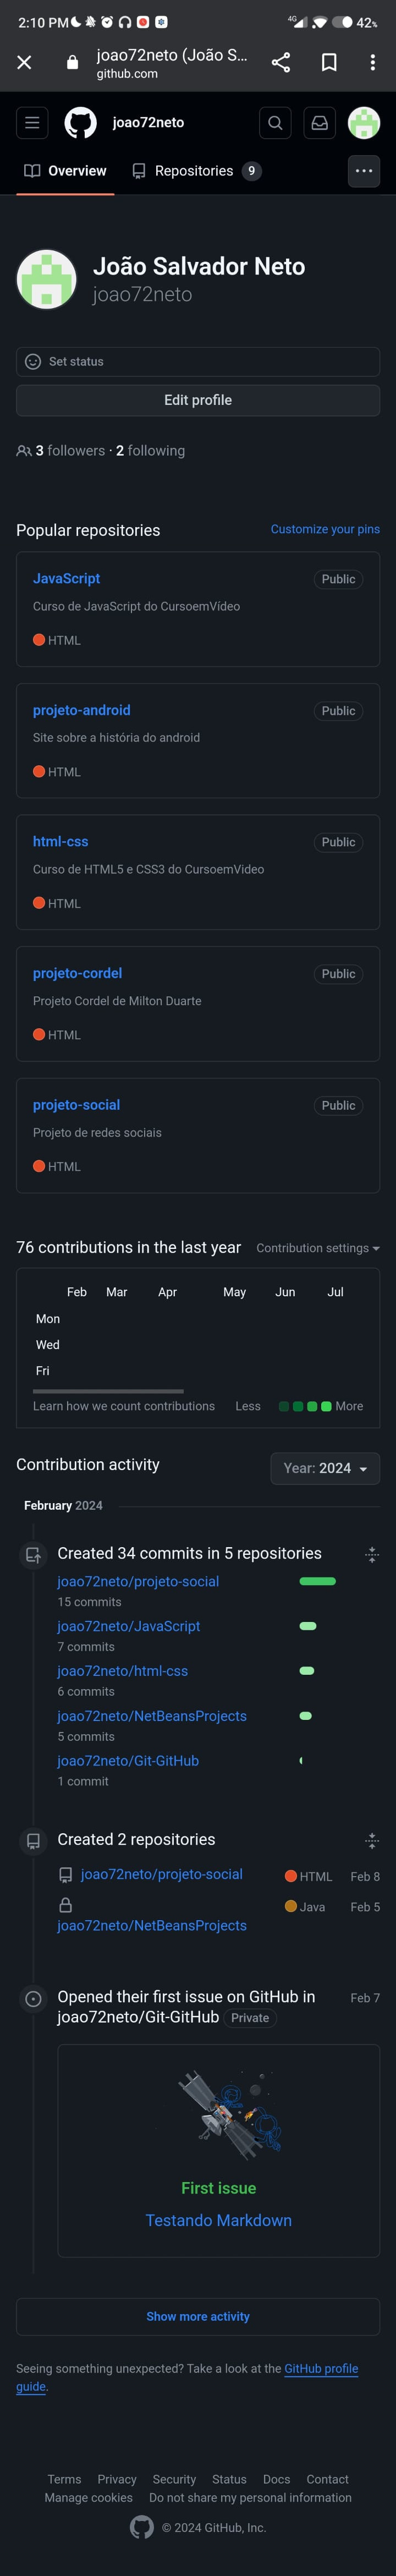 2:10 PM
4G
42%
joao72neto (João S...
github.com
joao72neto
Overview
Repositories 9
João Salvador Neto
joao72neto
Set status
Edit profile
3 followers · 2 following
Popular repositories
Customize your pins
JavaScript
Public
Curso de JavaScript do CursoemVídeo
HTML
projeto-android
Public
Site sobre a história do android
HTML
html-css
Public
Curso de HTML5 e CSS3 do CursoemVideo
HTML
projeto-cordel
Public
Projeto Cordel de Milton Duarte
HTML
projeto-social
Public
Projeto de redes sociais
HTML
76 contributions in the last year
Contribution settings
Feb Mar Apr May Jun Jul
Mon
Wed
Fri
Learn how we count contributions
Less
More
Contribution activity
Year: 2024
February 2024
Created 34 commits in 5 repositories
joao72neto/projeto-social
15 commits
joao72neto/JavaScript
7 commits
joao72neto/html-css
6 commits
joao72neto/NetBeansProjects
5 commits
joao72neto/Git-GitHub
1 commit
Created 2 repositories
joao72neto/projeto-social
HTML
Feb 8
joao72neto/NetBeansProjects
Java
Feb 5
Opened their first issue on GitHub in
joao72neto/Git-GitHub Private
Feb 7
First issue
Testando Markdown
Show more activity
Seeing something unexpected? Take a look at the GitHub profile
guide.
Terms Privacy Security Status Docs Contact
Manage cookies Do not share my personal information
© 2024 GitHub, Inc.